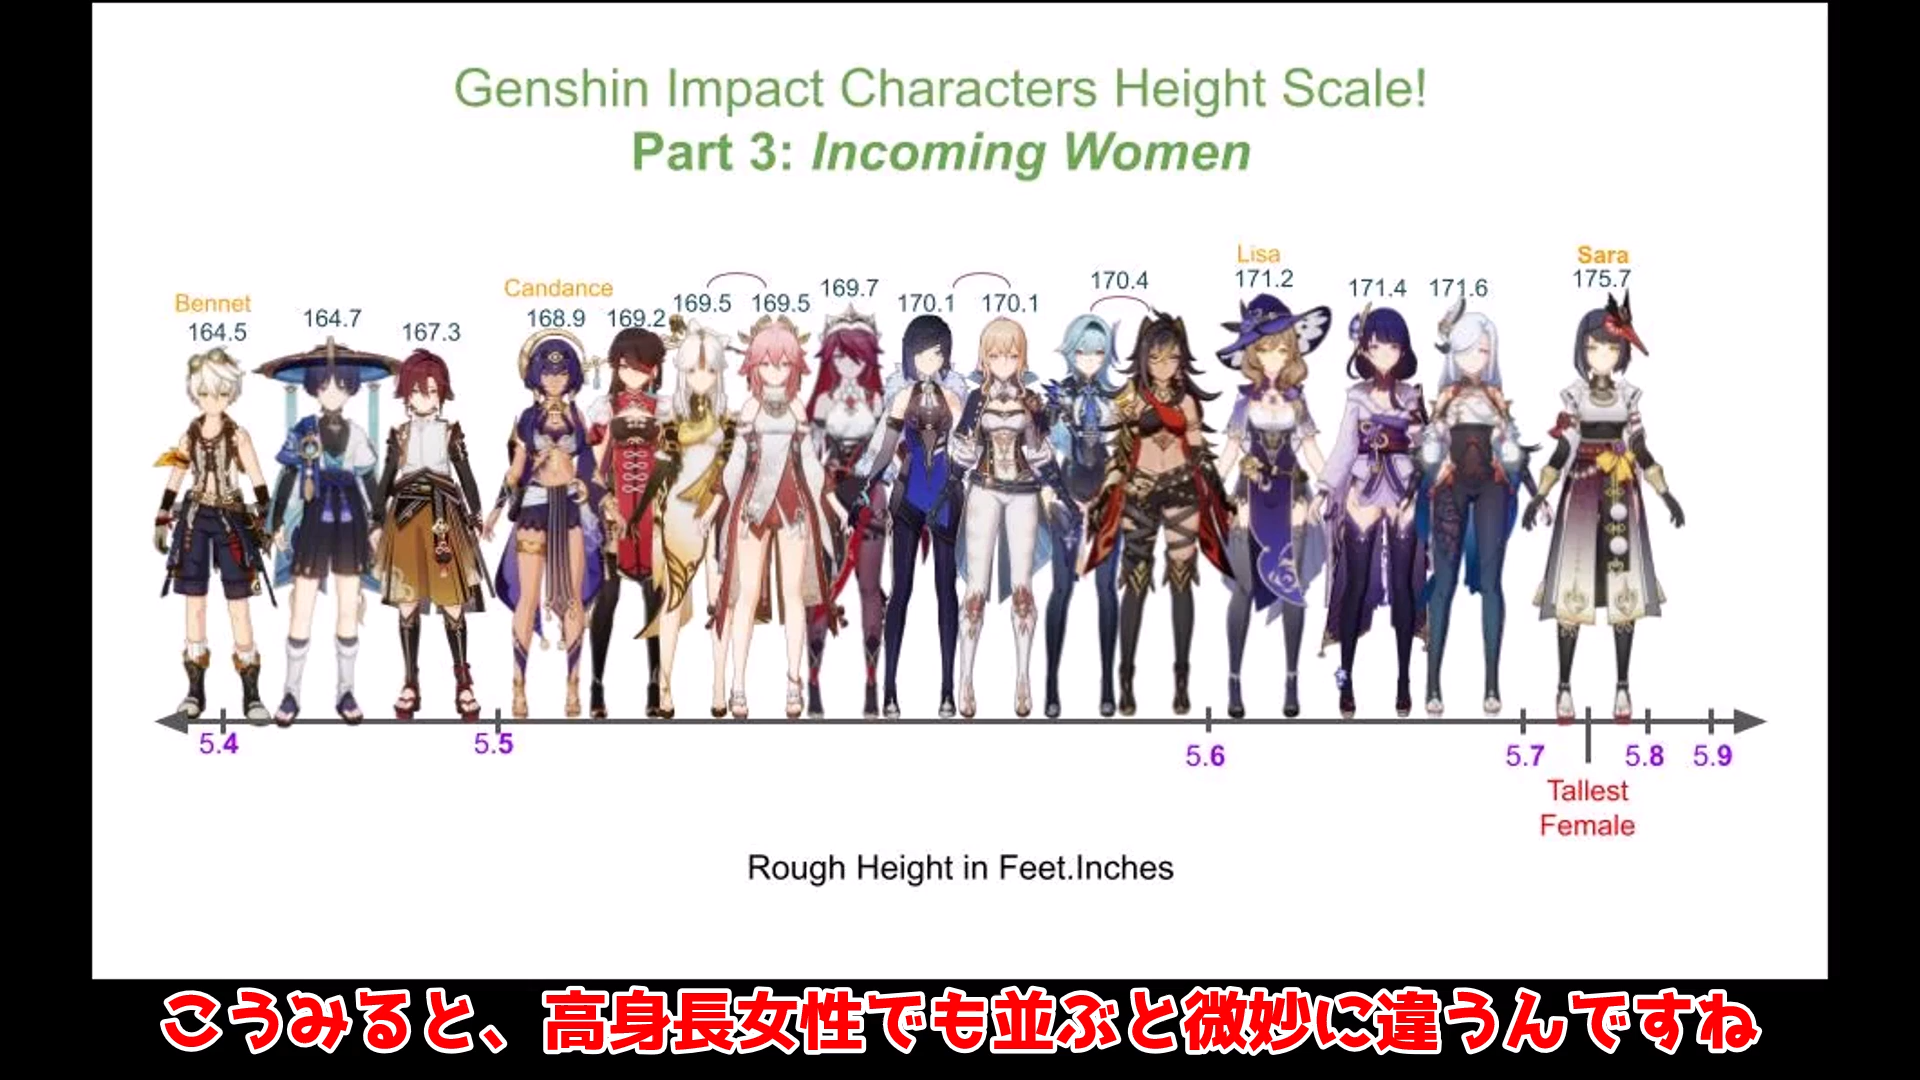 Genshin Impact Characters Height Scale!
Part 3: Incoming Women
Bennet
164.5
164.7
167.3
Candance
168.9
169.2
169.5
169.5
169.7
170.1
170.1
170.4
Lisa
171.2
171.4
171.6
Sara
175.7
5.4
5.5
5.6
5.7
5.8
5.9
Tallest
Female
Rough Height in Feet.Inches
こうみると、高身長女性でも並ぶと微妙に違うんですね